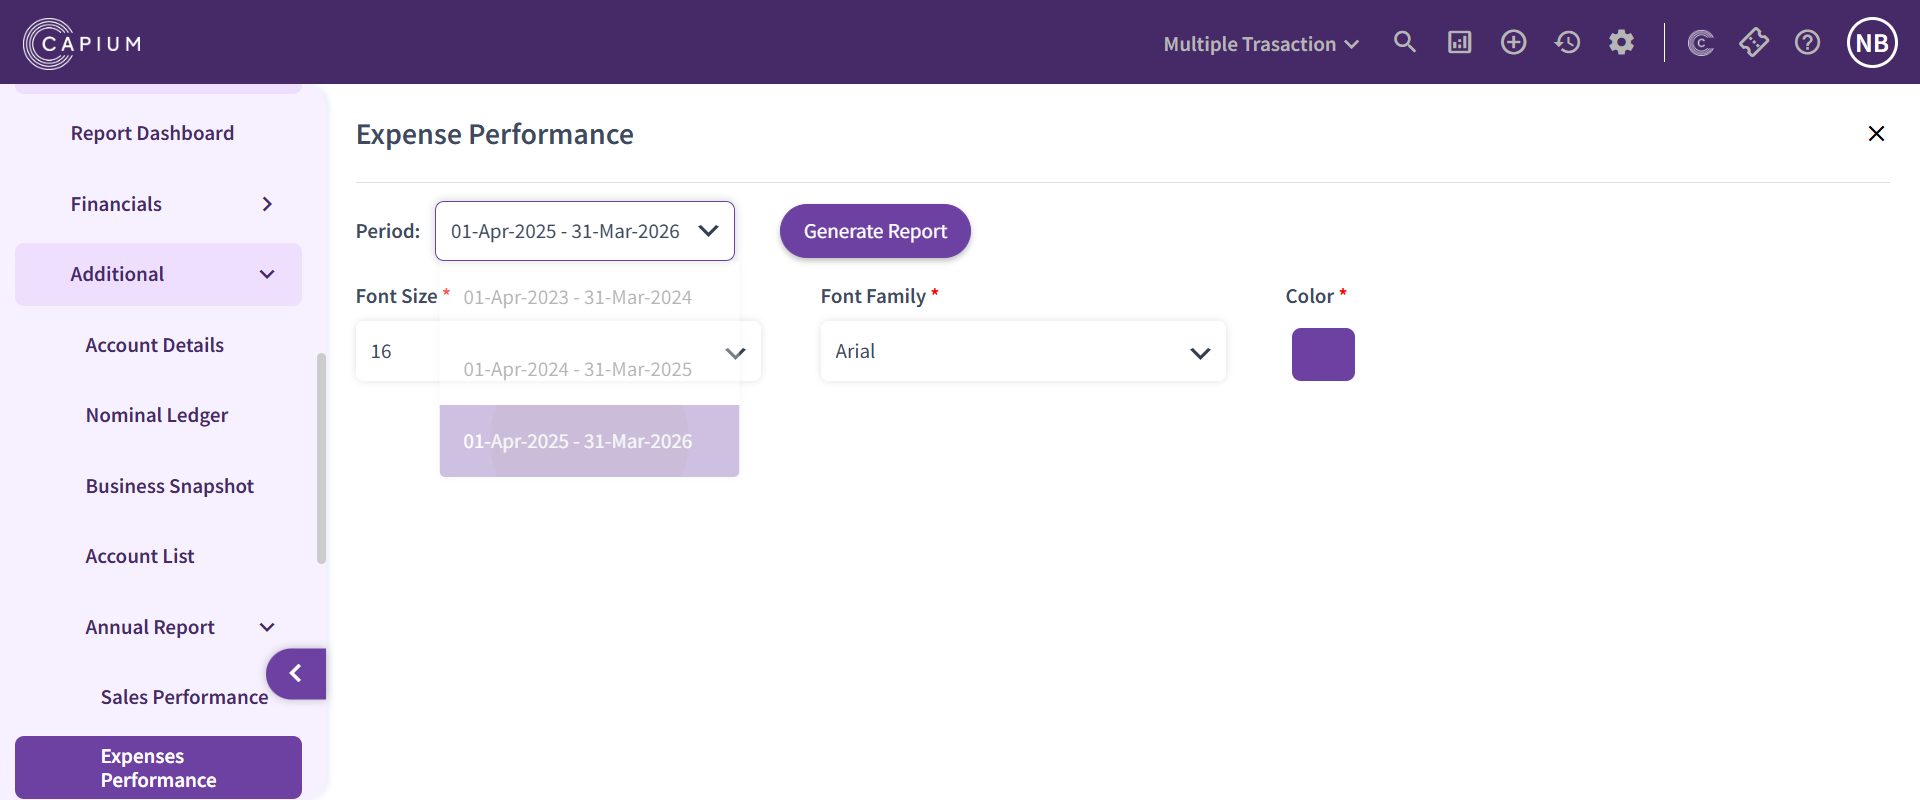 CAPIUM
Multiple Trasaction
C
NB
Report Dashboard
Financials
Additional
Account Details
Nominal Ledger
Business Snapshot
Account List
Annual Report
Sales Performance
Expenses
Performance
Expense Performance
Period:
01-Apr-2025 - 31-Mar-2026
Generate Report
01-Apr-2023 - 31-Mar-2024
01-Apr-2024 - 31-Mar-2025
01-Apr-2025 - 31-Mar-2026
Font Size *
16
Font Family *
Arial
Color *